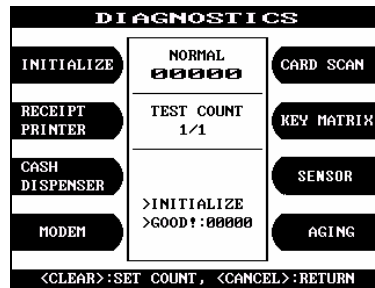 DIAGNOSTICS
INITIALIZE
RECEIPT
PRINTER
CASH
DISPENSER
MODEM
NORMAL
00000
TEST COUNT
1/1
>INITIALIZE
>GOOD!:00000
CARD SCAN
KEY MATRIX
SENSOR
AGING
<CLEAR>:SET COUNT, <CANCEL>:RETURN